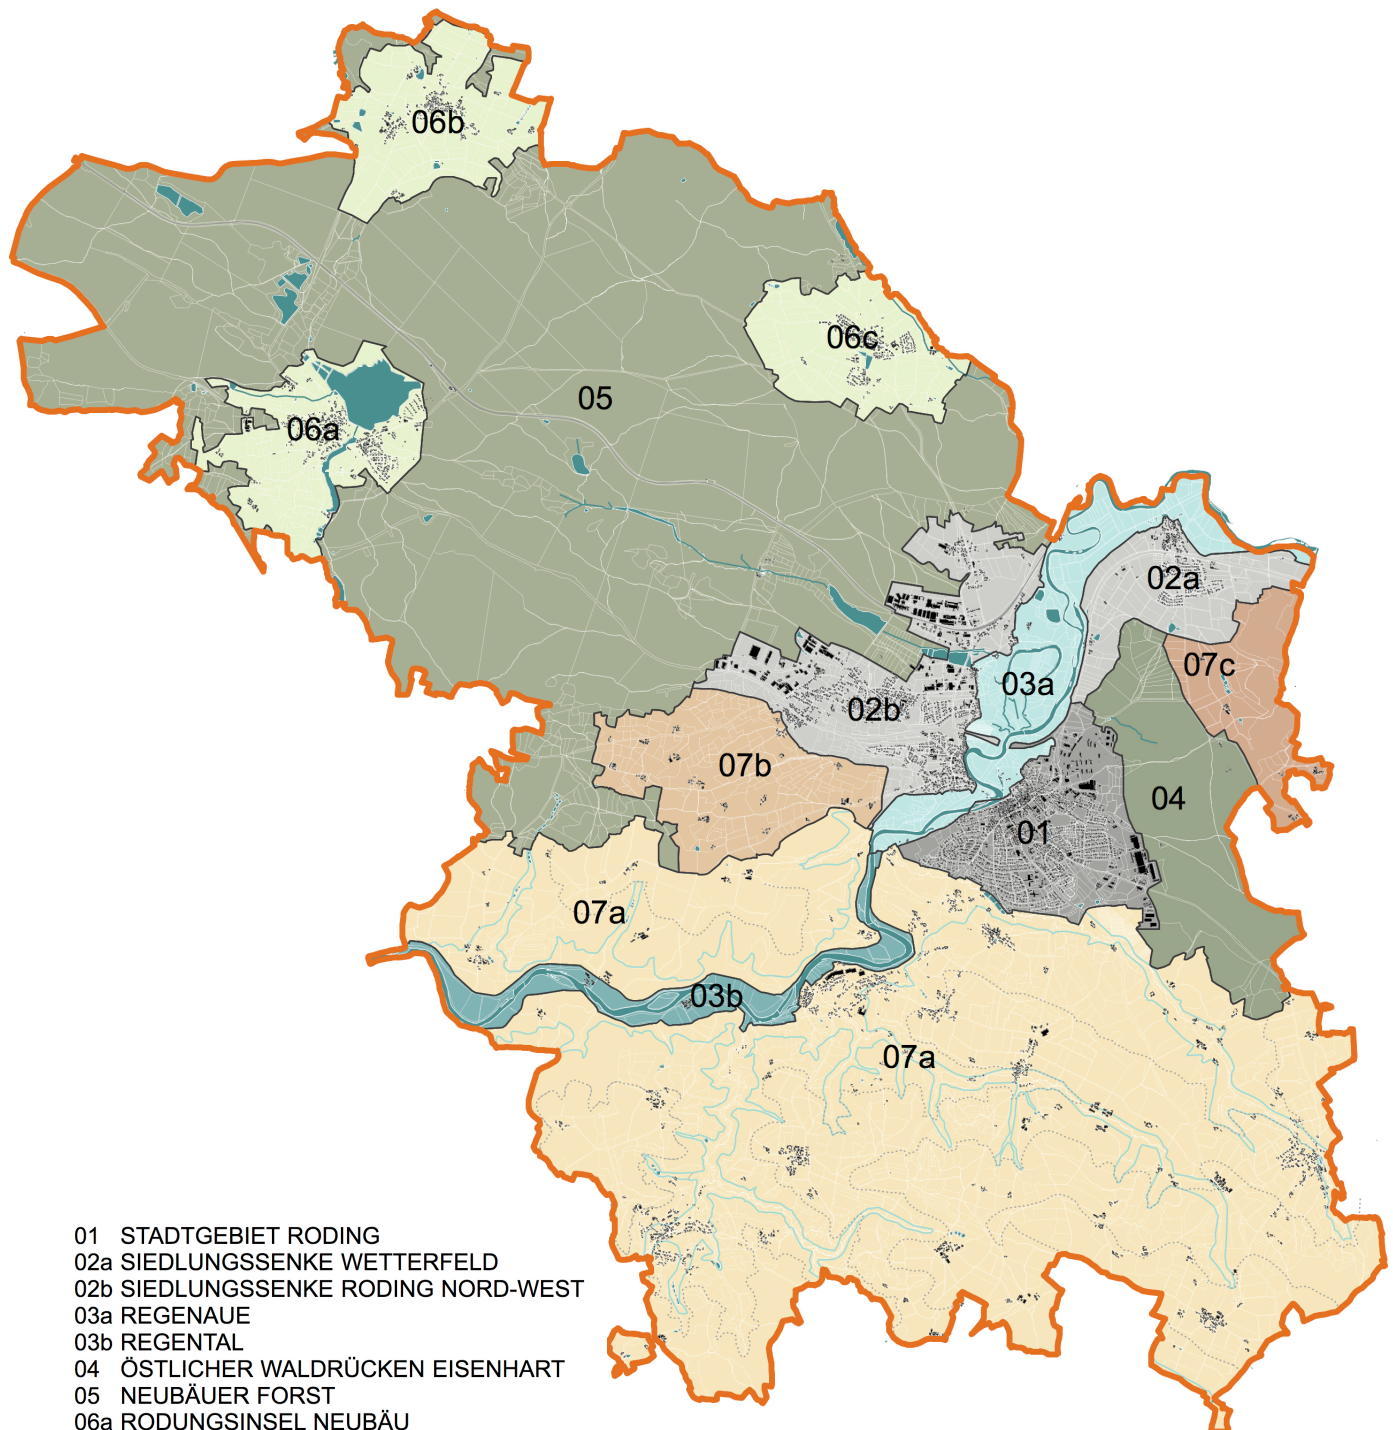 06b
06c
05
06a
02a
07c
03a
02b
07b
04
01
07a
03b
07a
01 STADTGEBIET RODING
02a SIEDLUNGSSENKE WETTERFELD
02b SIEDLUNGSSENKE RODING NORD-WEST
03a REGENAUE
03b REGENTAL
04 ÖSTLICHER WALDRÜCKEN EISENHART
05 NEUBÄUER FORST
06a RODUNGSINSEL NEUBÄU